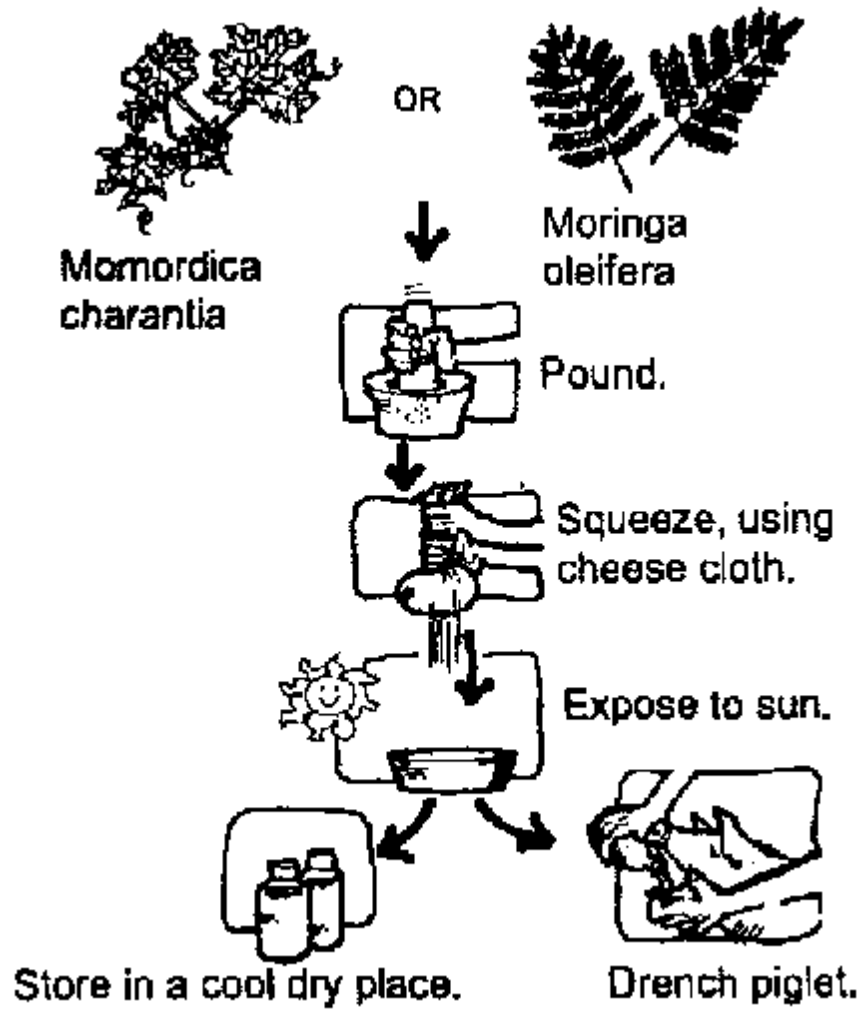 OR
Momordica
charantia
Moringa
oleifera
Pound.
Squeeze, using
cheese cloth.
Expose to sun.
Store in a cool dry place.
Drench piglet.